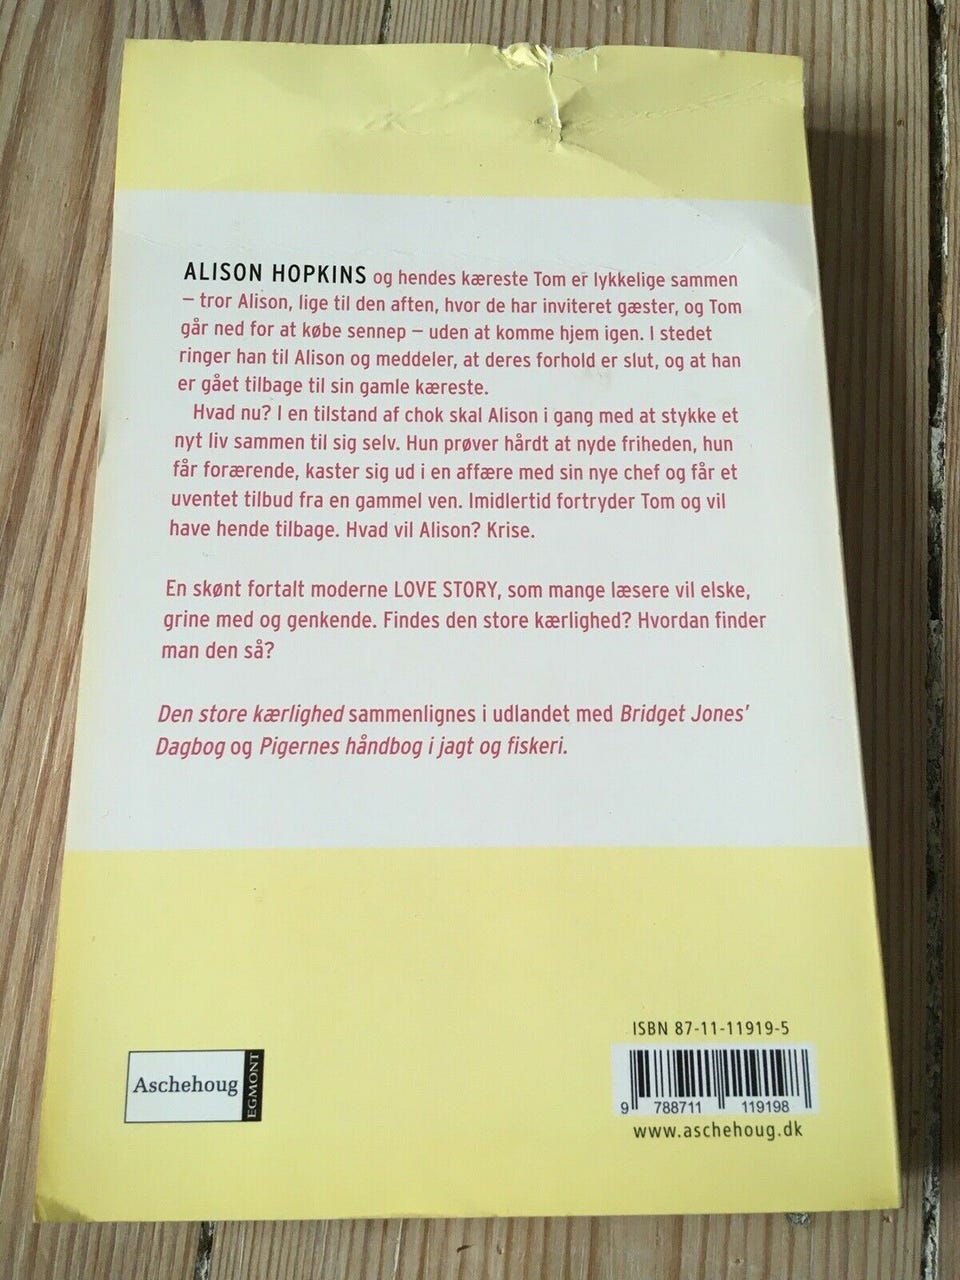 ALISON HOPKINS og hendes kæreste Tom er lykkelige sammen
– tror Alison, lige til den aften, hvor de har inviteret gæster, og Tom
går ned for at købe sennep – uden at komme hjem igen. I stedet
ringer han til Alison og meddeler, at deres forhold er slut, og at han
er gået tilbage til sin gamle kæreste.
Hvad nu? I en tilstand af chok skal Alison i gang med at stykke et
nyt liv sammen til sig selv. Hun prøver hårdt at nyde friheden, hun
får forærende, kaster sig ud i en affære med sin nye chef og får et
uventet tilbud fra en gammel ven. Imidlertid fortryder Tom og vil
have hende tilbage. Hvad vil Alison? Krise.
En skønt fortalt moderne LOVE STORY, som mange læsere vil elske,
grine med og genkende. Findes den store kærlighed? Hvordan finder
man den så?
Den store kærlighed sammenlignes i udlandet med Bridget Jones'
Dagbog og Pigernes håndbog i jagt og fiskeri.
ISBN 87-11-11919-5
9 788711 119198
www.aschehoug.dk
Aschehoug
EGMONT